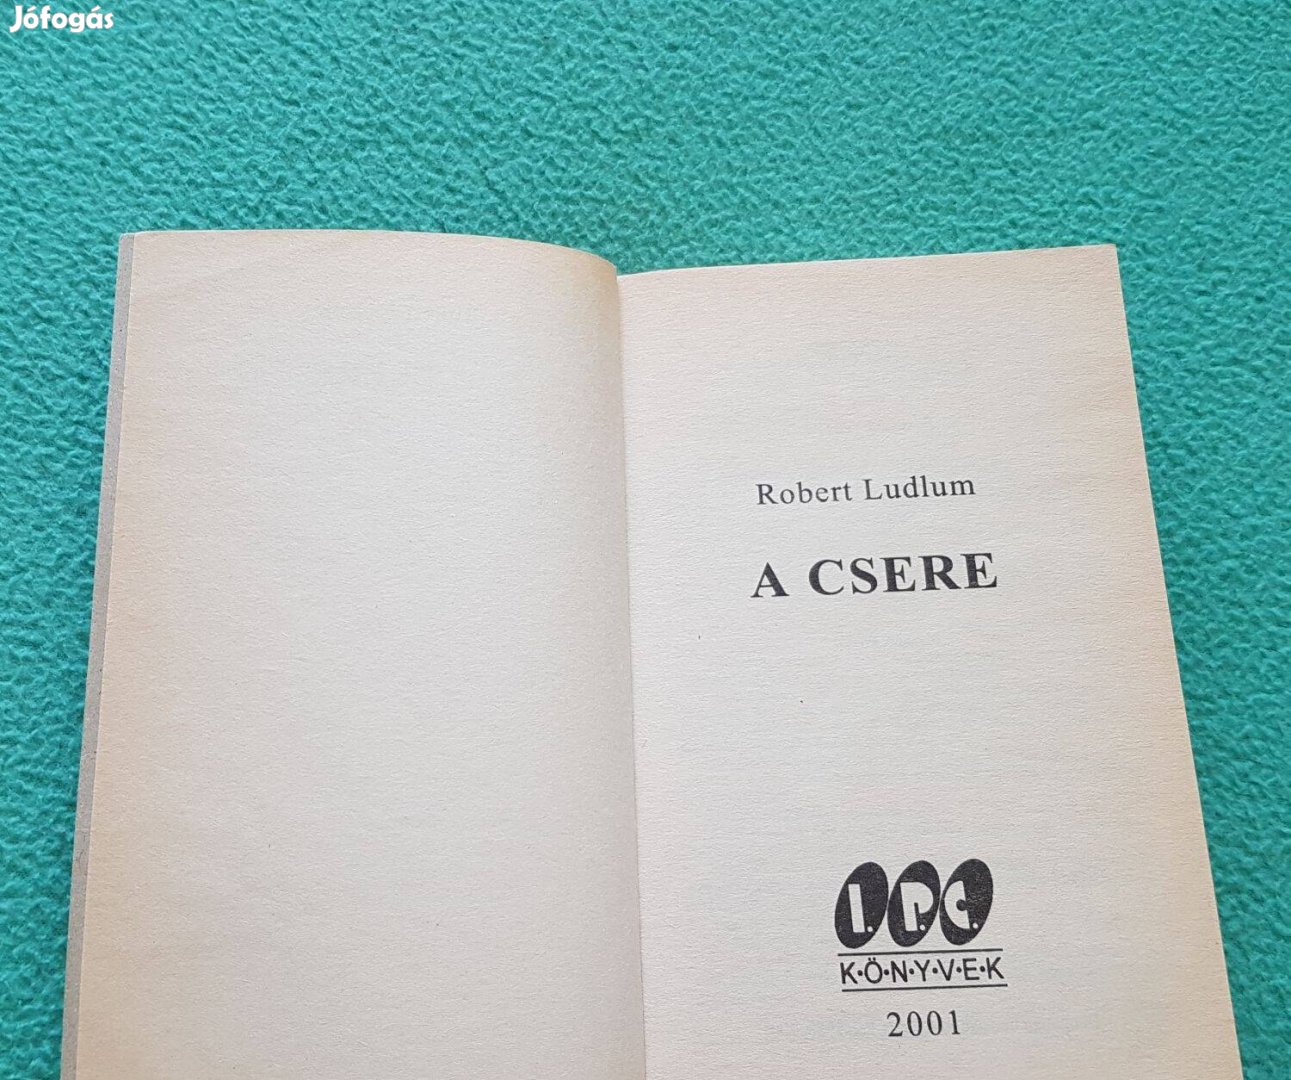 Jófogás
Robert Ludlum
A CSERE
I.P.C.
K·Ö·N·Y·V·E·K
2001